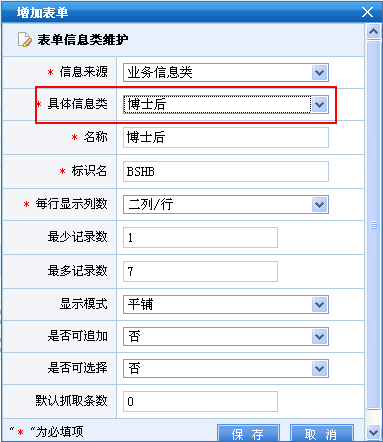 增加表单
表单信息类维护
* 信息来源 业务信息类
* 具体信息类 博士后
* 名称 博士后
* 标识名 BSHB
* 每行显示列数 二列/行
最少记录数 1
最多记录数 7
显示模式 平铺
是否可追加 否
是否可选择 否
默认抓取条数 0
“ * “为必填项 保 存 取 消